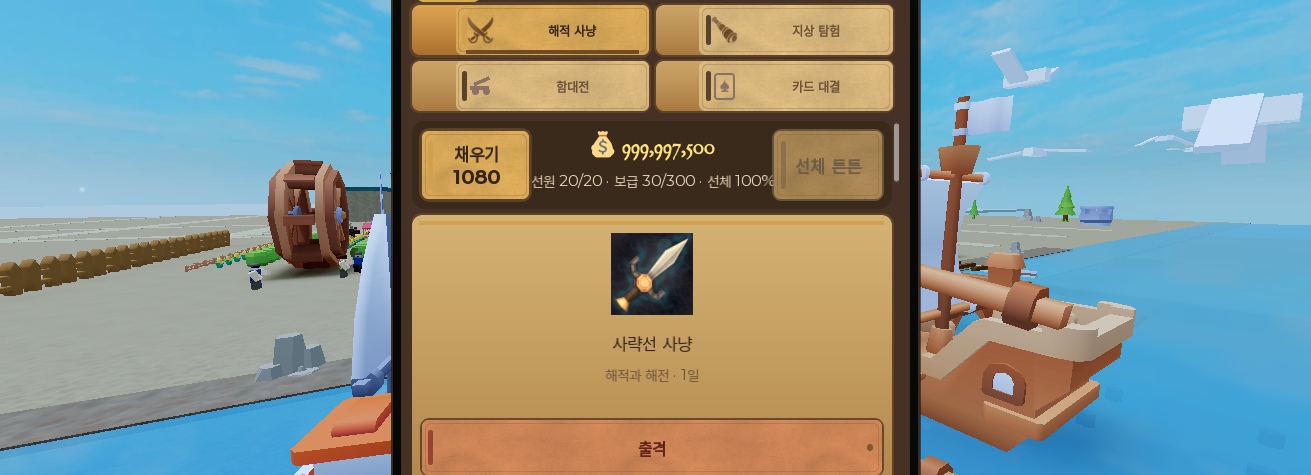 해적 사냥
지상 탐험
함대전
카드 대결
채우기
1080
999,997,500
선원 20/20 · 보급 30/300 · 선체 100%
선체 튼튼
사략선 사냥
해적과 해전 · 1일
출격